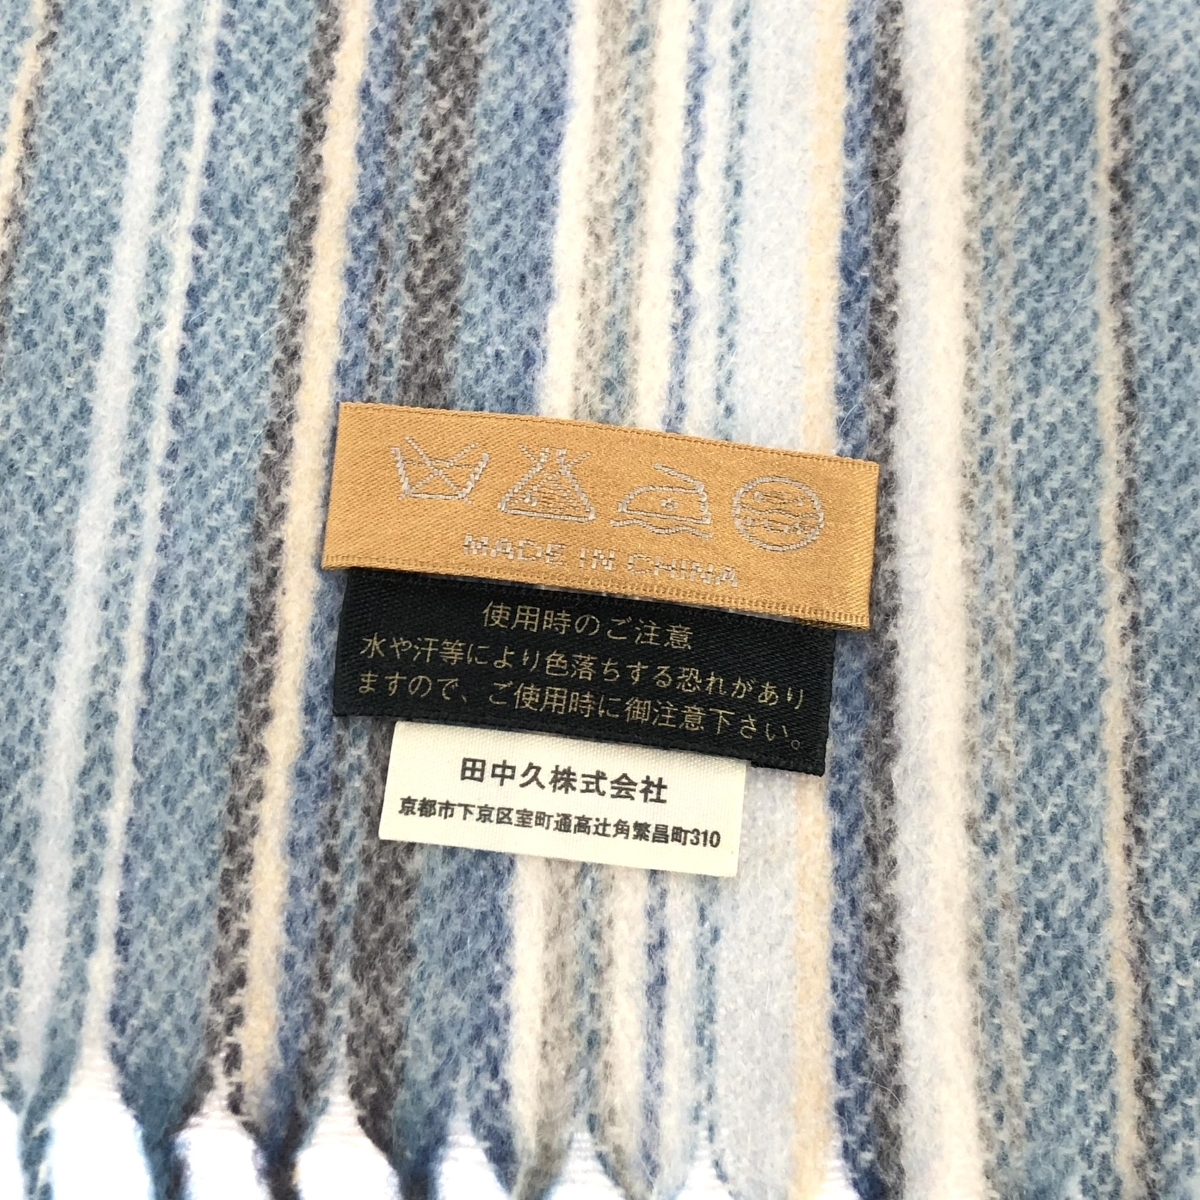 MADE IN CHINA
使用時のご注意
水や汗等により色落ちする恐れがあり
ますので、ご使用時に御注意下さい。
田中久株式会社
京都市下京区室町通高辻角繁昌町310